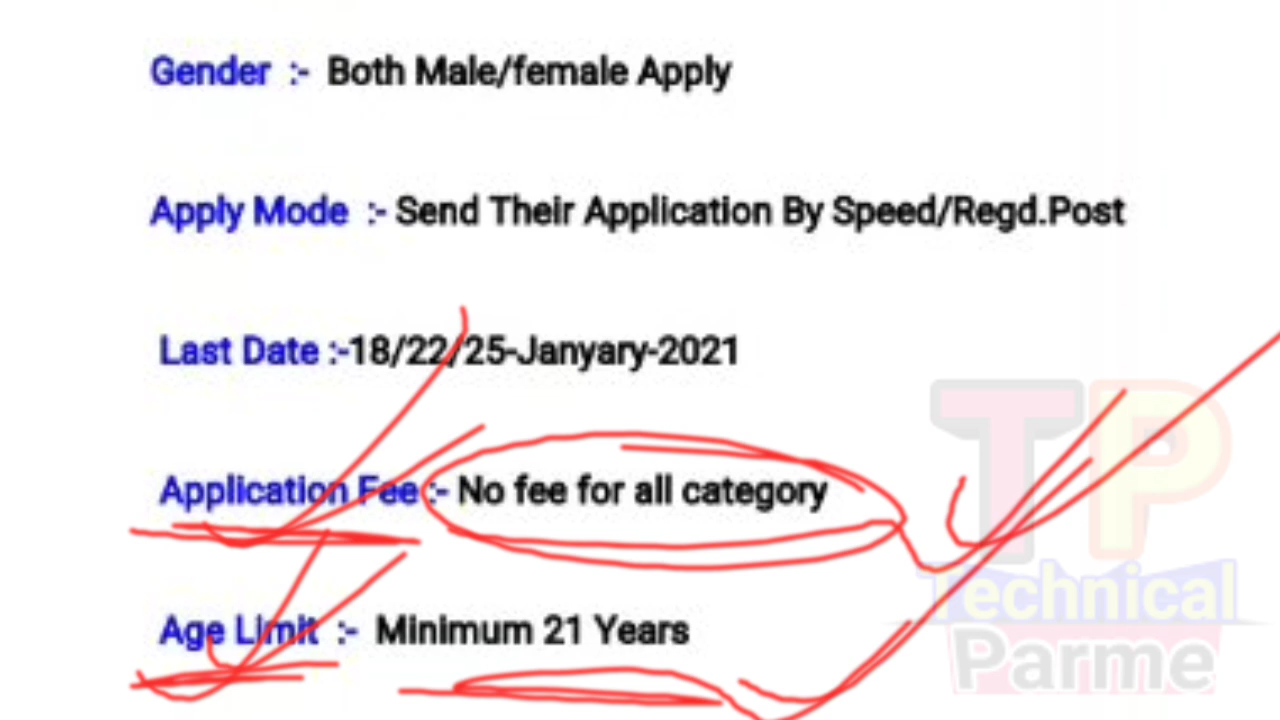 Gender :- Both Male/female Apply
Apply Mode :- Send Their Application By Speed/Regd.Post
Last Date :-18/22/25-Janyary-2021
Application Fee :- No fee for all category
Age Limit :- Minimum 21 Years
TP
Technical
Parme